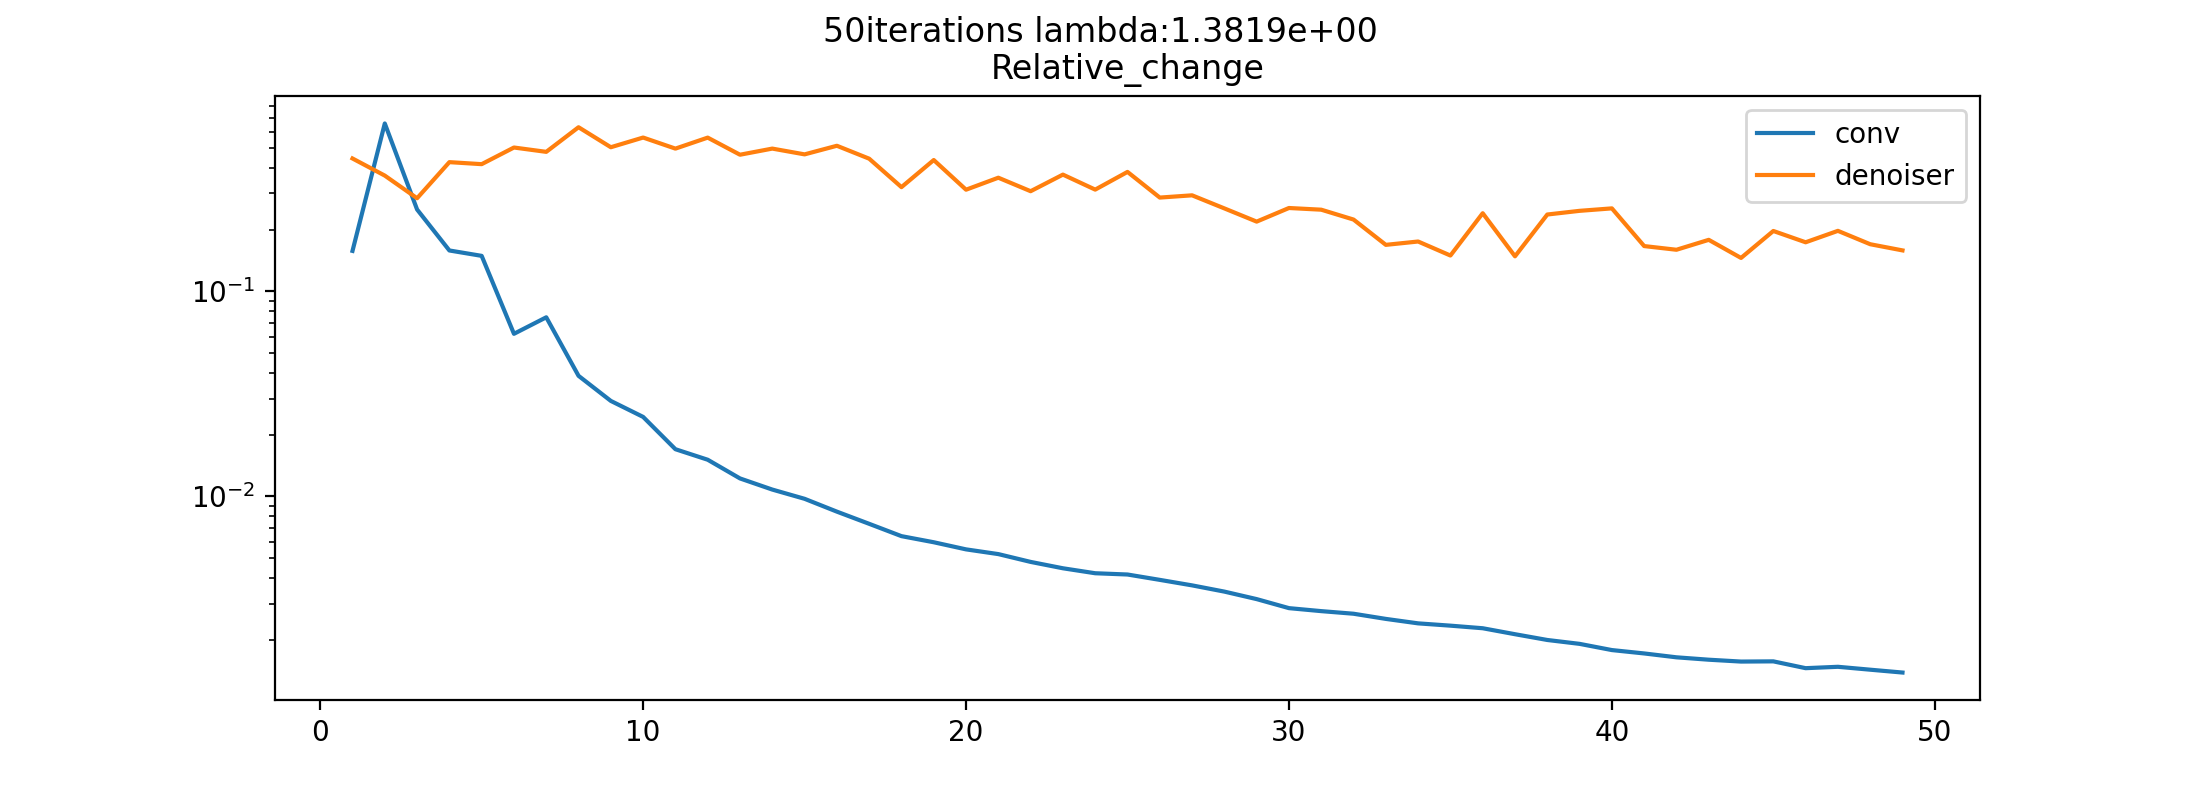 50iterations lambda:1.3819e+00
Relative_change
conv
denoiser
10⁻¹
10⁻²
0 10 20 30 40 50